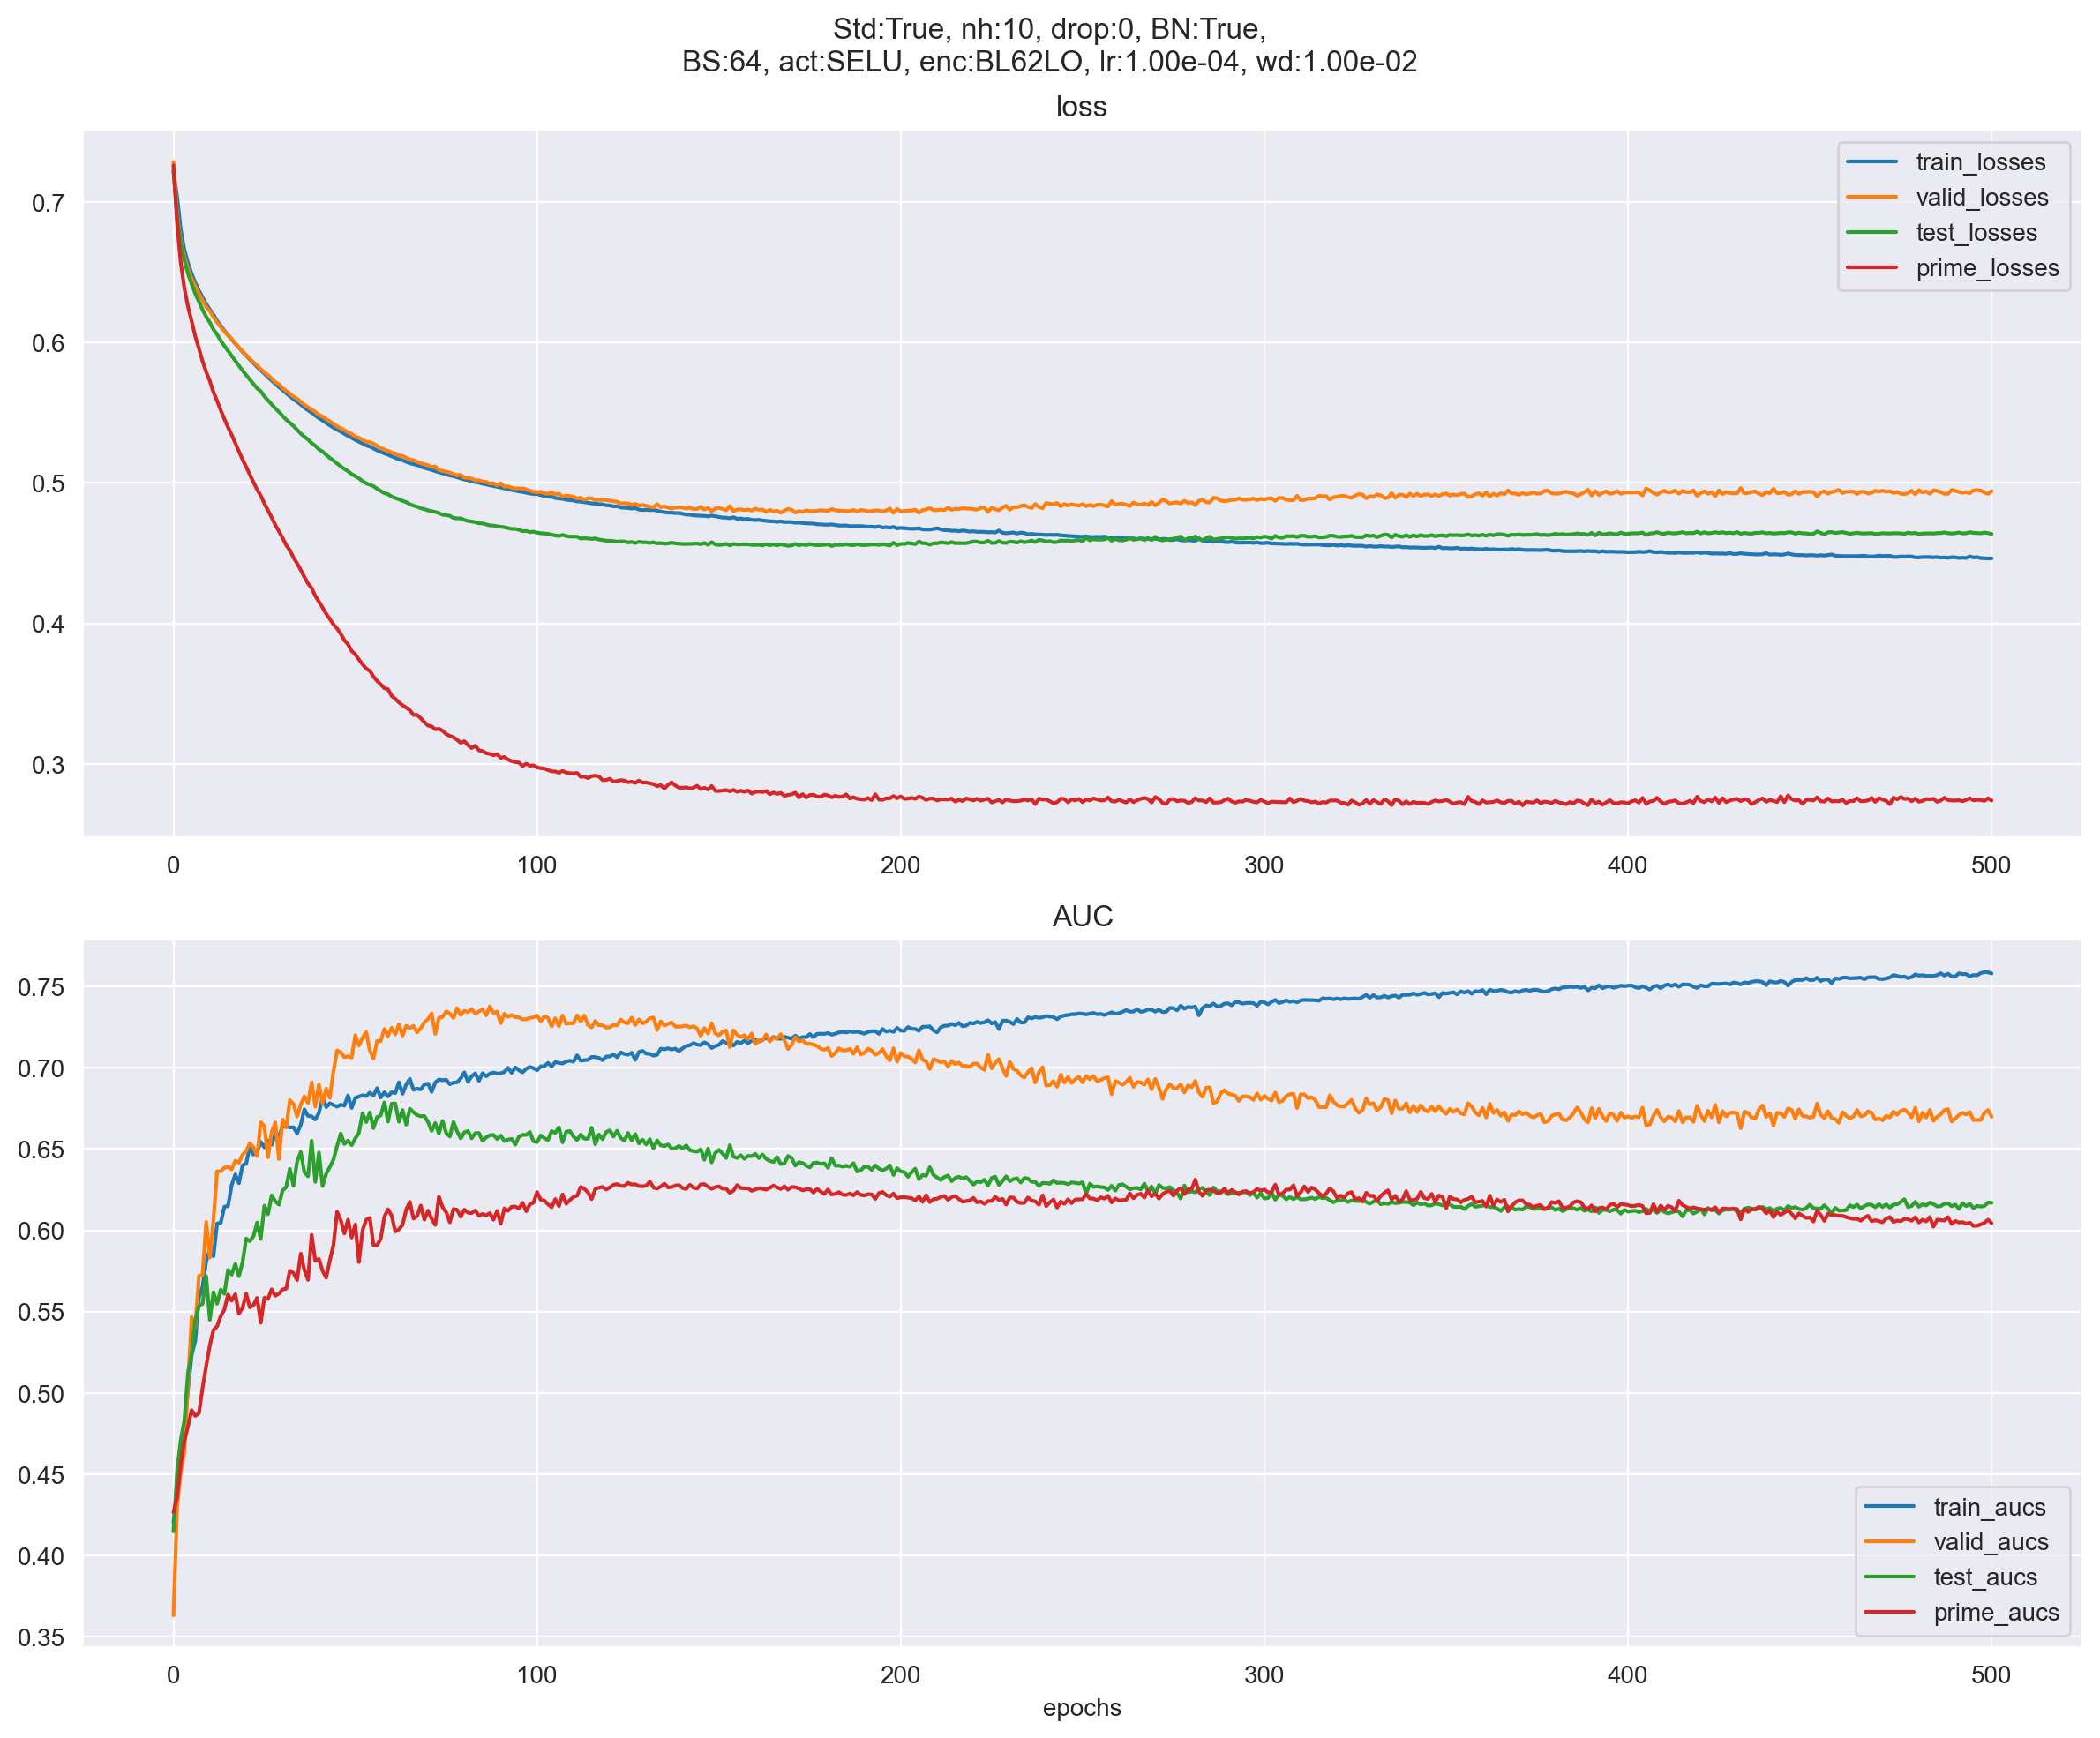 Std:True, nh:10, drop:0, BN:True,
BS:64, act:SELU, enc:BL62LO, lr:1.00e-04, wd:1.00e-02
loss
train_losses
valid_losses
test_losses
prime_losses
0.7
0.6
0.5
0.4
0.3
0 100 200 300 400 500
AUC
0.75
0.70
0.65
0.60
0.55
0.50
0.45
0.40
0.35
train_aucs
valid_aucs
test_aucs
prime_aucs
0 100 200 300 400 500
epochs